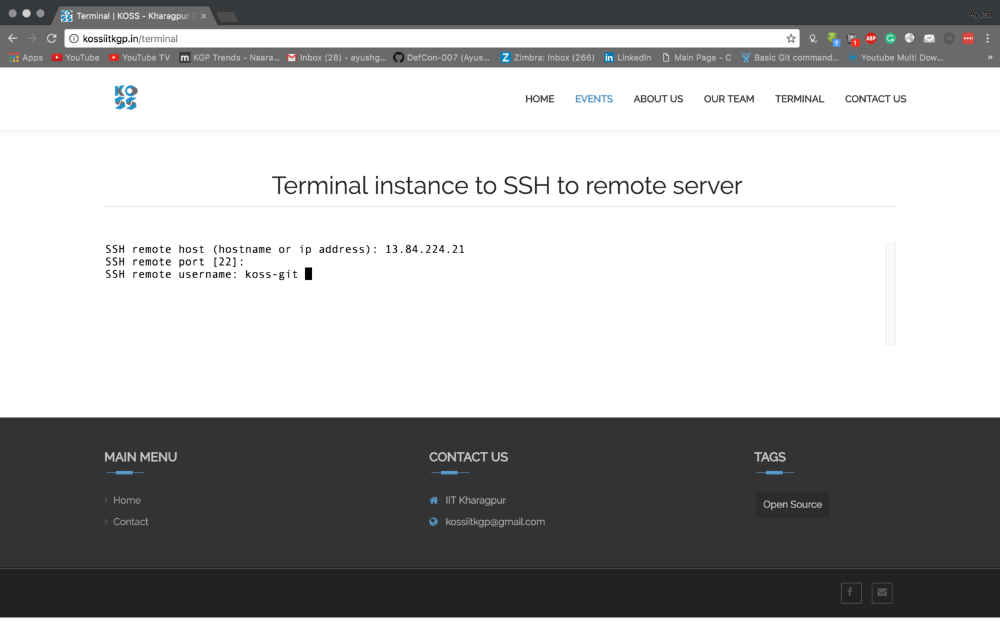 Terminal | KOSS - Kharagpur
Ayush
kossiitkgp.in/terminal
? 1 ABP
Apps YouTube YouTube TV m KGP Trends - Naara... Inbox (28) - ayushg... DefCon-007 (Ayus... Z Zimbra: Inbox (266) in LinkedIn Main Page - C Basic Git command... Youtube Multi Dow... »
KOSS
HOME EVENTS ABOUT US OUR TEAM TERMINAL CONTACT US
Terminal instance to SSH to remote server
SSH remote host (hostname or ip address): 13.84.224.21
SSH remote port [22]:
SSH remote username: koss-git
MAIN MENU CONTACT US TAGS
Home IIT Kharagpur Open Source
Contact kossiitkgp@gmail.com